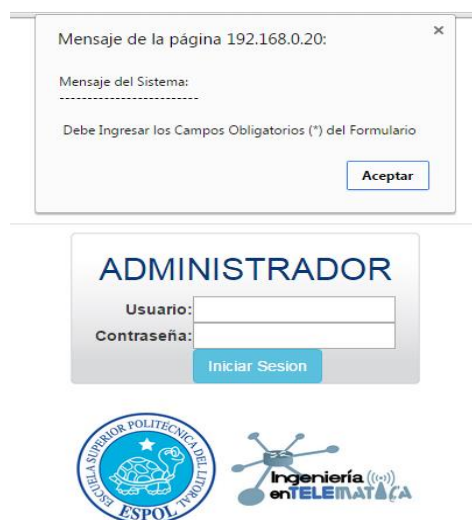 Mensaje de la página 192.168.0.20:
×
Mensaje del Sistema:
-------------------------
Debe Ingresar los Campos Obligatorios (*) del Formulario
Aceptar
ADMINISTRADOR
Usuario:
Contraseña:
Iniciar Sesion
ESCUELA SUPERIOR POLITÉCNICA DEL LITORAL
ESPOL
Ingeniería
enTELEMATICA